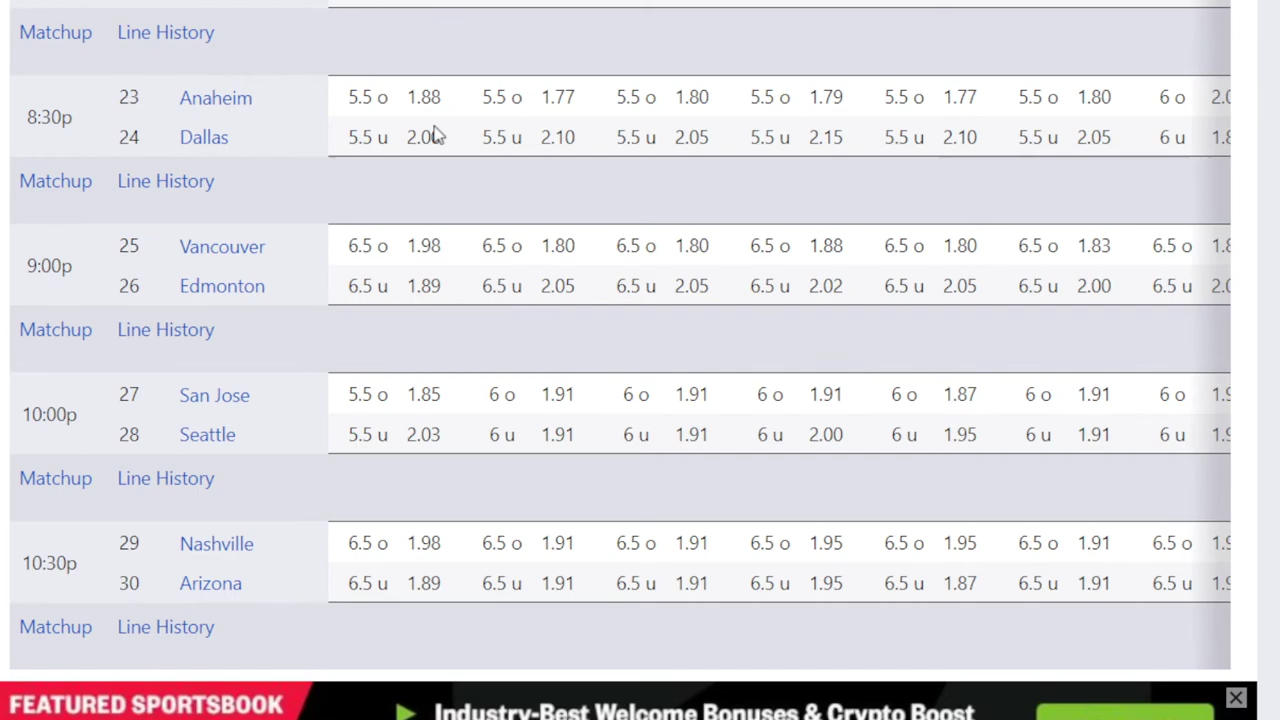 Matchup Line History
23 Anaheim 5.5 o 1.88 5.5 o 1.77 5.5 o 1.80 5.5 o 1.79 5.5 o 1.77 5.5 o 1.80 6 o
8:30p
24 Dallas 5.5 u 5.5 u 2.10 5.5 u 2.05 5.5 u 2.15 5.5 u 2.10 5.5 u 2.05 6 u
Matchup Line History
25 Vancouver 6.5 o 1.98 6.5 o 1.80 6.5 o 1.80 6.5 o 1.88 6.5 o 1.80 6.5 o 1.83 6.5 o
9:00p
26 Edmonton 6.5 u 1.89 6.5 u 2.05 6.5 u 2.05 6.5 u 2.02 6.5 u 2.05 6.5 u 2.00 6.5 u
Matchup Line History
27 San Jose 5.5 o 1.85 6 o 1.91 6 o 1.91 6 o 1.91 6 o 1.87 6 o 1.91 6 o
10:00p
28 Seattle 5.5 u 2.03 6 u 1.91 6 u 1.91 6 u 2.00 6 u 1.95 6 u 1.91 6 u
Matchup Line History
29 Nashville 6.5 o 1.98 6.5 o 1.91 6.5 o 1.91 6.5 o 1.95 6.5 o 1.95 6.5 o 1.91 6.5 o
10:30p
30 Arizona 6.5 u 1.89 6.5 u 1.91 6.5 u 1.91 6.5 u 1.95 6.5 u 1.87 6.5 u 1.91 6.5 u
Matchup Line History
FEATURED SPORTSBOOK Industry-Best Welcome Bonuses & Crypto Boost